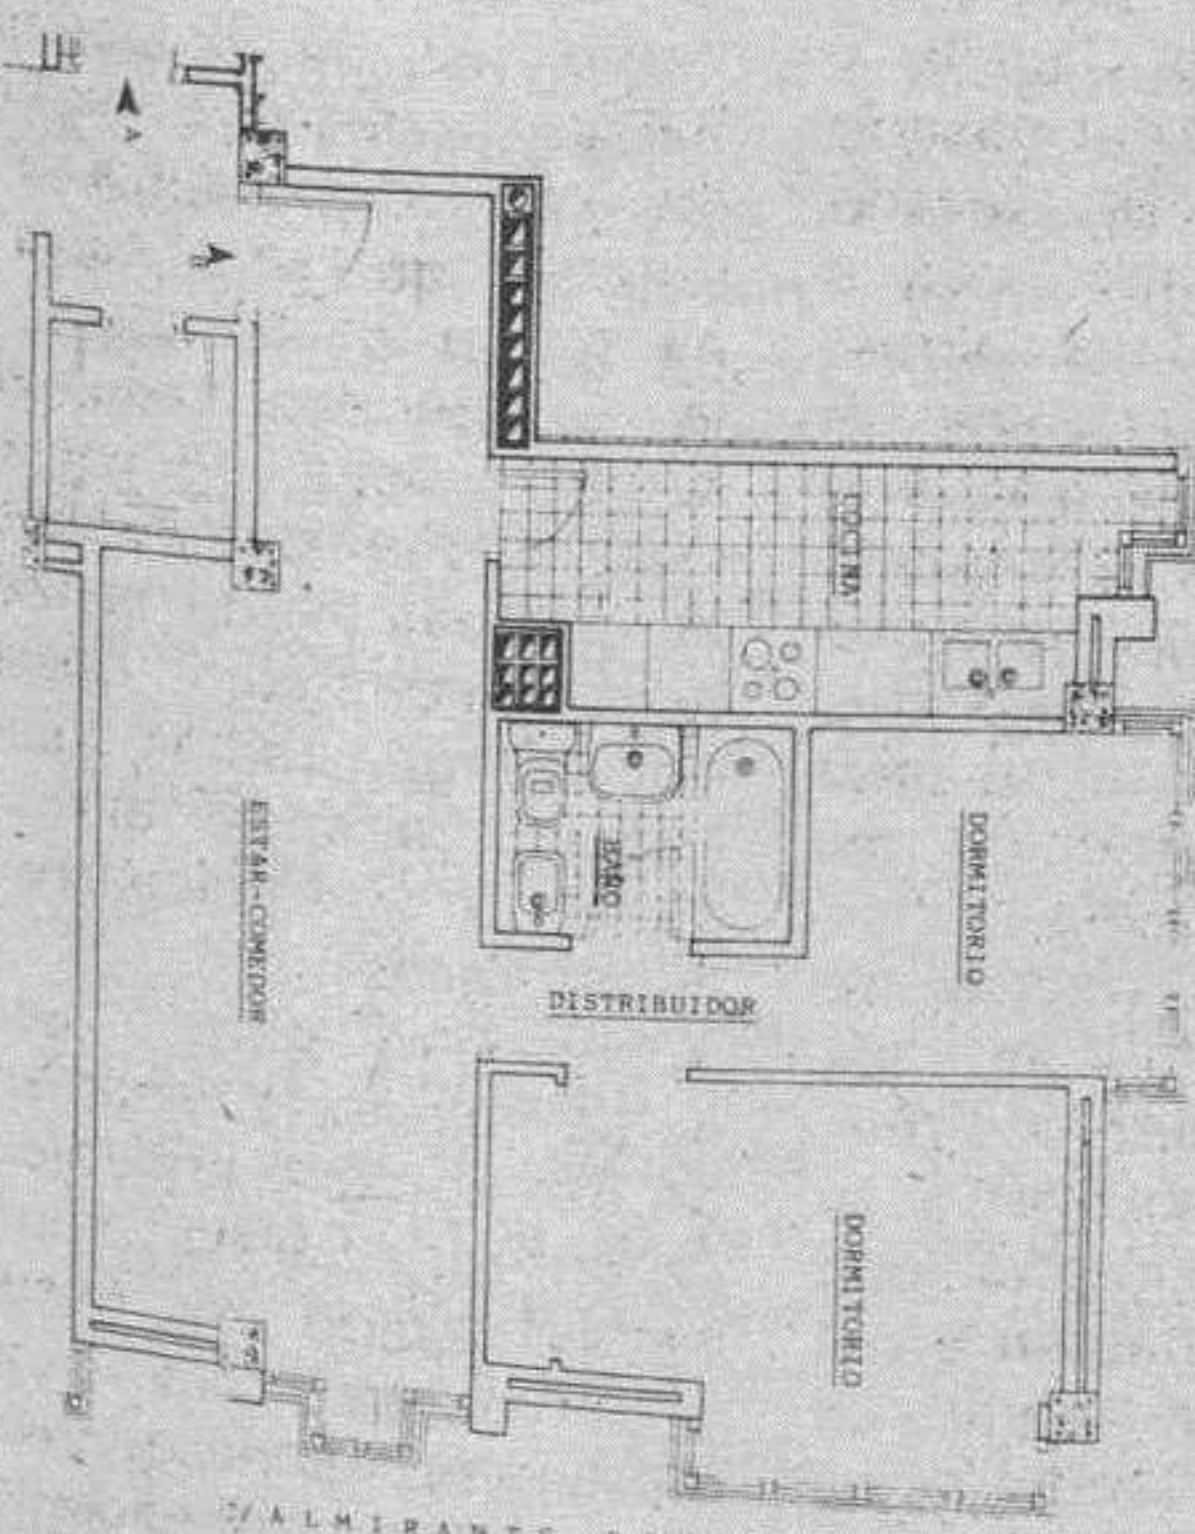 A
COCINA
ESTAR-COMEDOR
BAÑO
DORMITORIO
DISTRIBUIDOR
DORMITORIO
C/ALMIRANTE